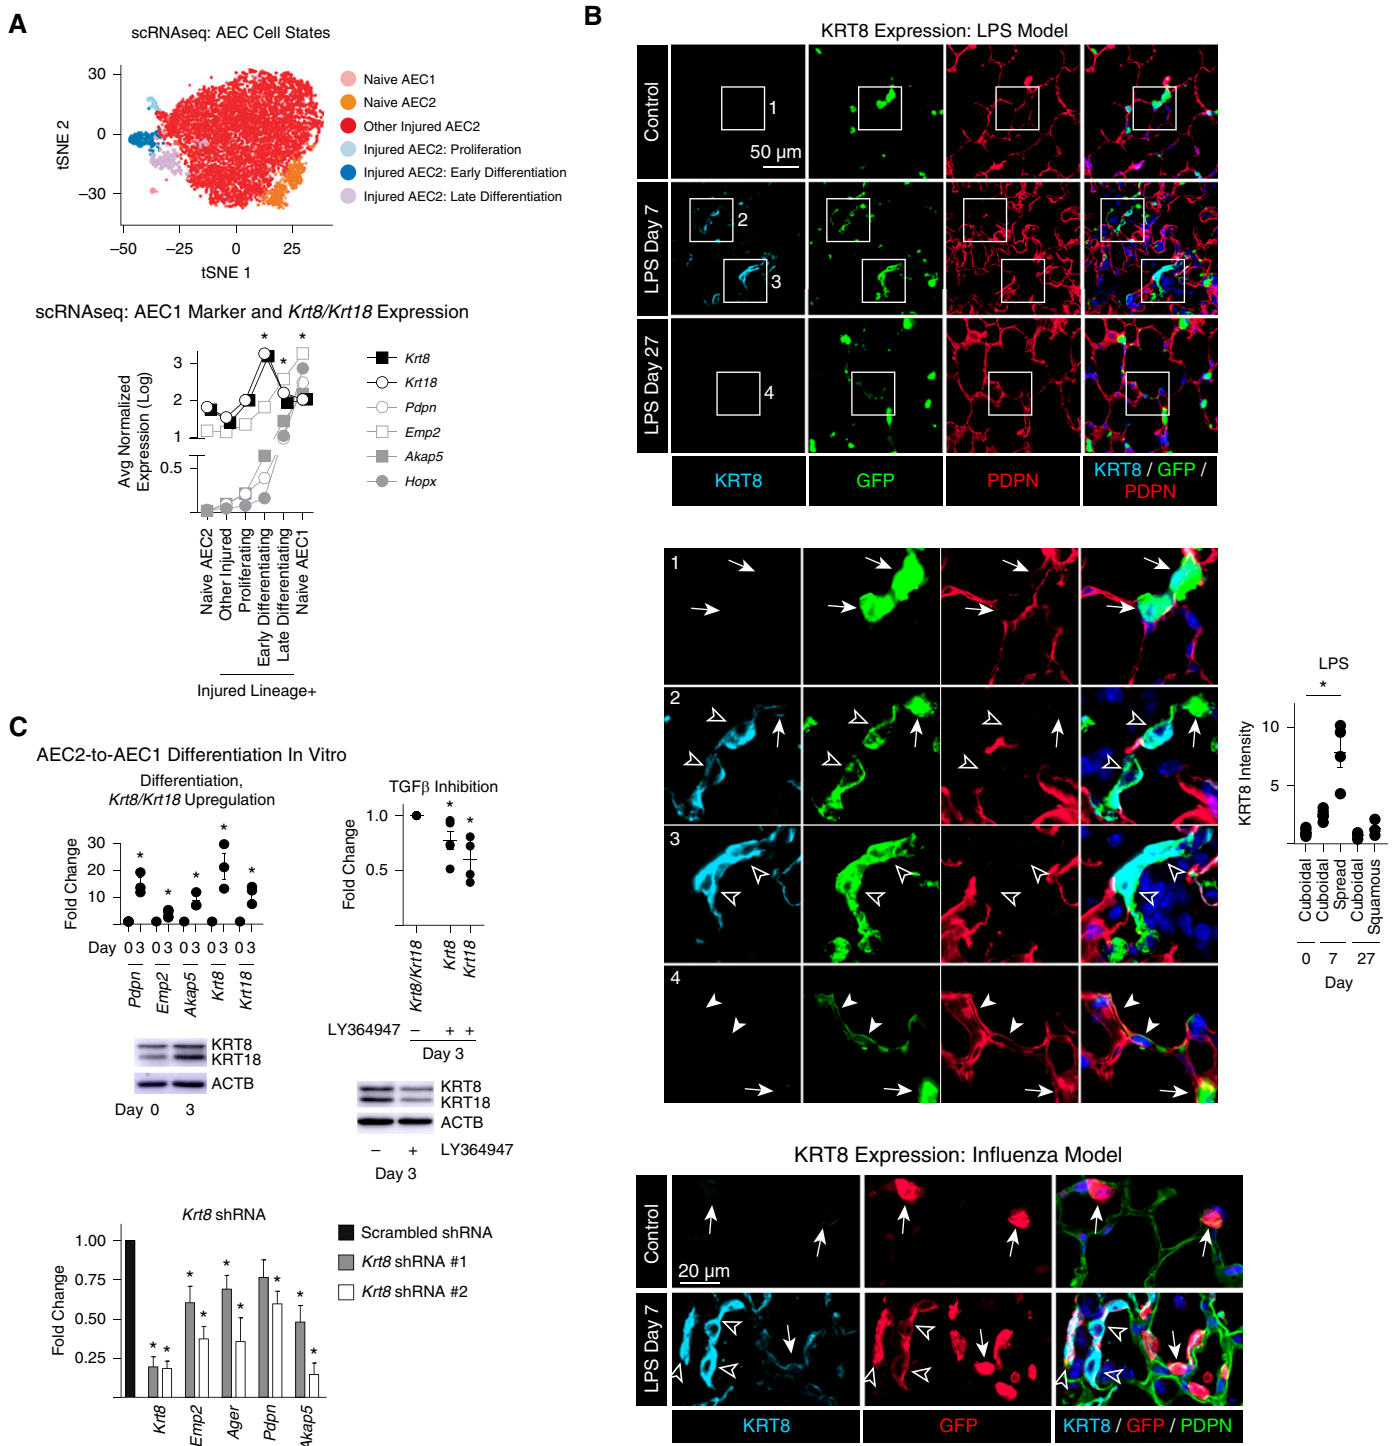 A
scRNAseq: AEC Cell States
30
0
–30
tSNE 2
–50
–25
0
25
tSNE 1
Naive AEC1
Naive AEC2
Other Injured AEC2
Injured AEC2: Proliferation
Injured AEC2: Early Differentiation
Injured AEC2: Late Differentiation
scRNAseq: AEC1 Marker and Krt8/Krt18 Expression
Avg Normalized
Expression (Log)
3
2
1
0.5
* * *
Krt8
Krt18
Pdpn
Emp2
Akap5
Hopx
Naive AEC2
Other Injured
Proliferating
Early Differentiating
Late Differentiating
Naive AEC1
Injured Lineage+
B
KRT8 Expression: LPS Model
Control
LPS Day 7
LPS Day 27
1
50 μm
2
3
4
KRT8
GFP
PDPN
KRT8 / GFP /
PDPN
1
2
3
4
LPS
*
KRT8 Intensity
10
5
Cuboidal
Cuboidal
Spread
Cuboidal
Squamous
0 7 27
Day
KRT8 Expression: Influenza Model
Control
LPS Day 7
20 μm
KRT8
GFP
KRT8 / GFP / PDPN
C
AEC2-to-AEC1 Differentiation In Vitro
Differentiation,
Krt8/Krt18 Upregulation
Fold Change
30
20
10
0
* * * * *
Day 0 3 0 3 0 3 0 3 0 3
Pdpn
Emp2
Akap5
Krt8
Krt18
KRT8
KRT18
ACTB
Day 0 3
TGFβ Inhibition
Fold Change
1.0
0.5
* *
Krt8/Krt18
Krt8
Krt18
LY364947 – + +
Day 3
KRT8
KRT18
ACTB
– + LY364947
Day 3
Krt8 shRNA
Fold Change
1.00
0.75
0.50
0.25
* * * * * * * * *
Scrambled shRNA
Krt8 shRNA #1
Krt8 shRNA #2
Krt8
Emp2
Ager
Pdpn
Akap5